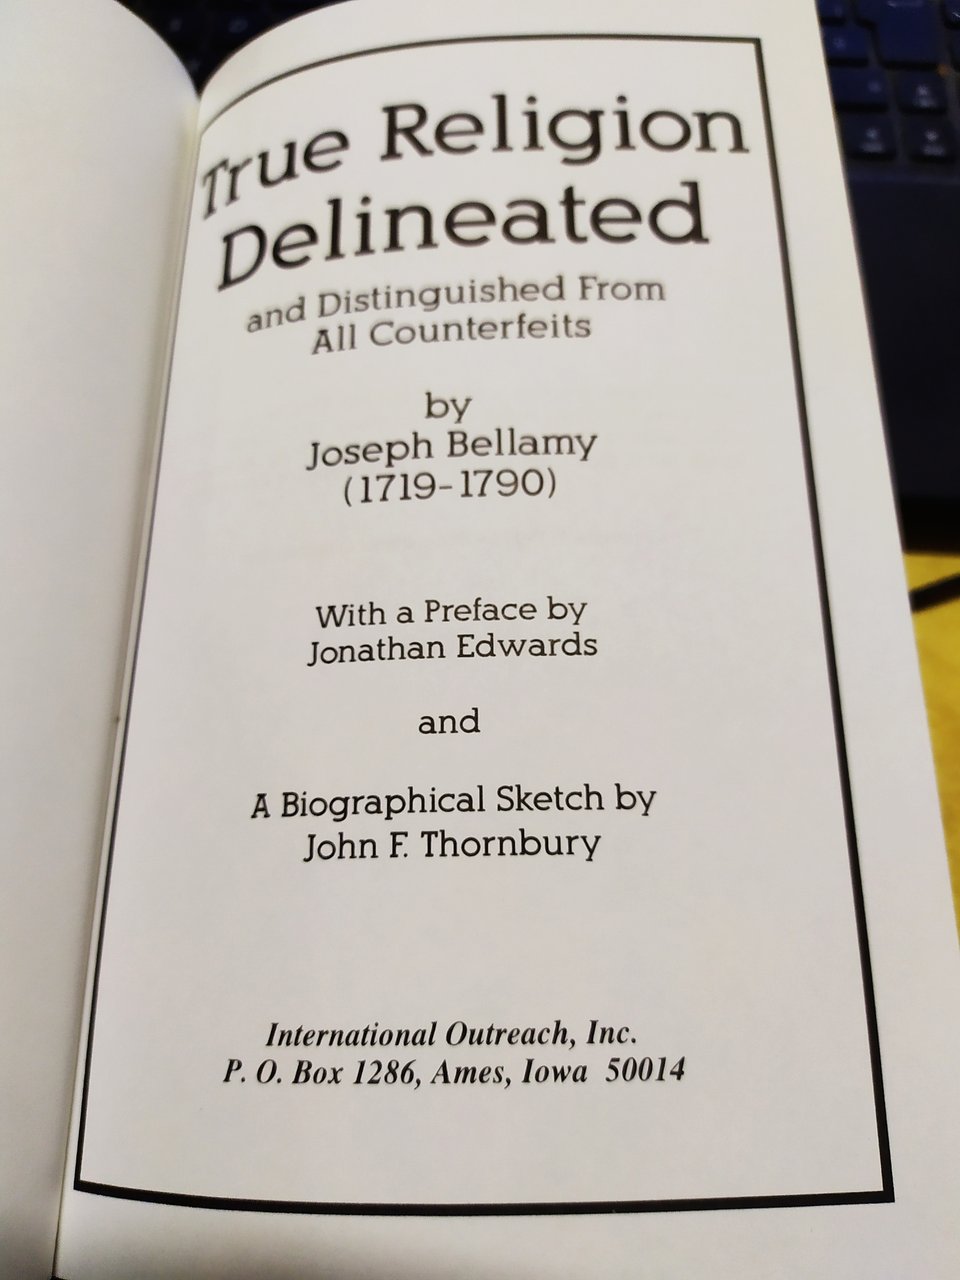 True Religion
Delineated
and Distinguished From
All Counterfeits
by
Joseph Bellamy
(1719-1790)
With a Preface by
Jonathan Edwards
and
A Biographical Sketch by
John F. Thornbury
International Outreach, Inc.
P. O. Box 1286, Ames, Iowa 50014